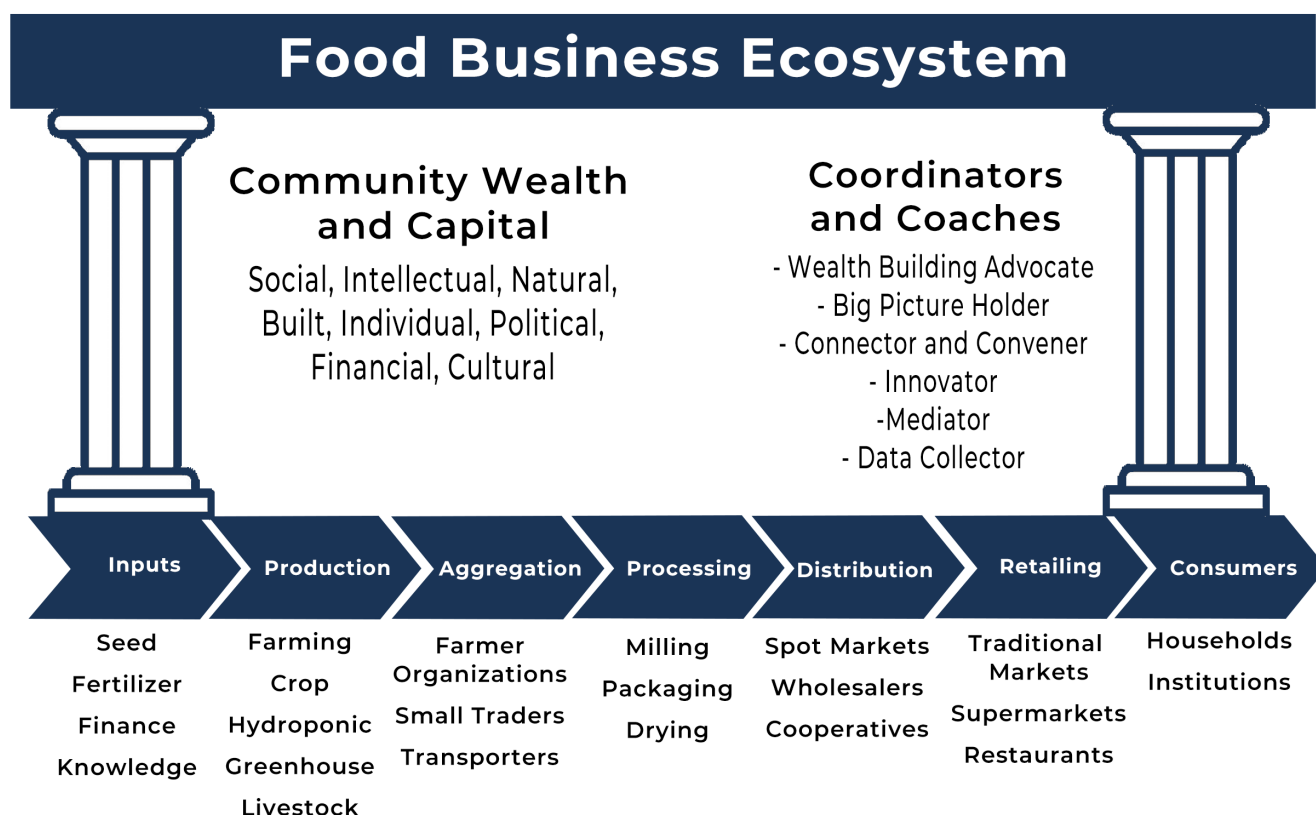 Food Business Ecosystem
Community Wealth
and Capital
Social, Intellectual, Natural,
Built, Individual, Political,
Financial, Cultural
Coordinators
and Coaches
- Wealth Building Advocate
- Big Picture Holder
- Connector and Convener
- Innovator
-Mediator
- Data Collector
Inputs
Seed
Fertilizer
Finance
Knowledge
Production
Farming
Crop
Hydroponic
Greenhouse
Livestock
Aggregation
Farmer
Organizations
Small Traders
Transporters
Processing
Milling
Packaging
Drying
Distribution
Spot Markets
Wholesalers
Cooperatives
Retailing
Traditional
Markets
Supermarkets
Restaurants
Consumers
Households
Institutions